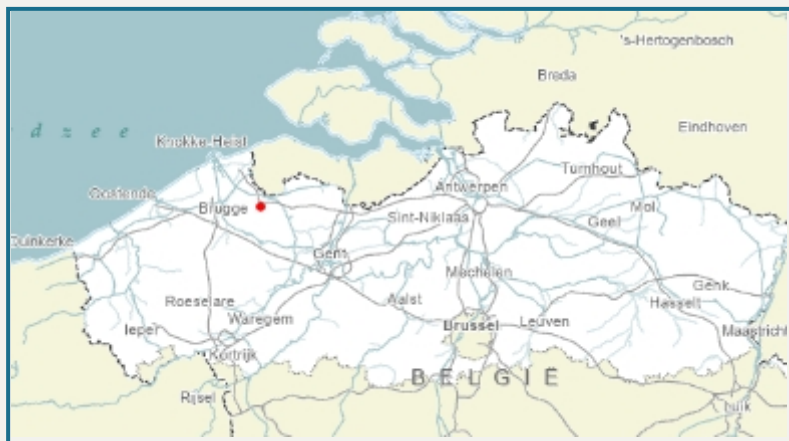 's-Hertogenbosch
Breda
Eindhoven
d z e e
Knokke-Heist
Turnhout
Oostende
Antwerpen
Brugge
Mol
Sint-Niklaas
Geel
Duinkerke
Gent
Mechelen
Genk
Roeselare
Aalst
Hasselt
Ieper
Waregem
Brussel
Leuven
Maastricht
Kortrijk
BELGIË
Rijsel
Luik